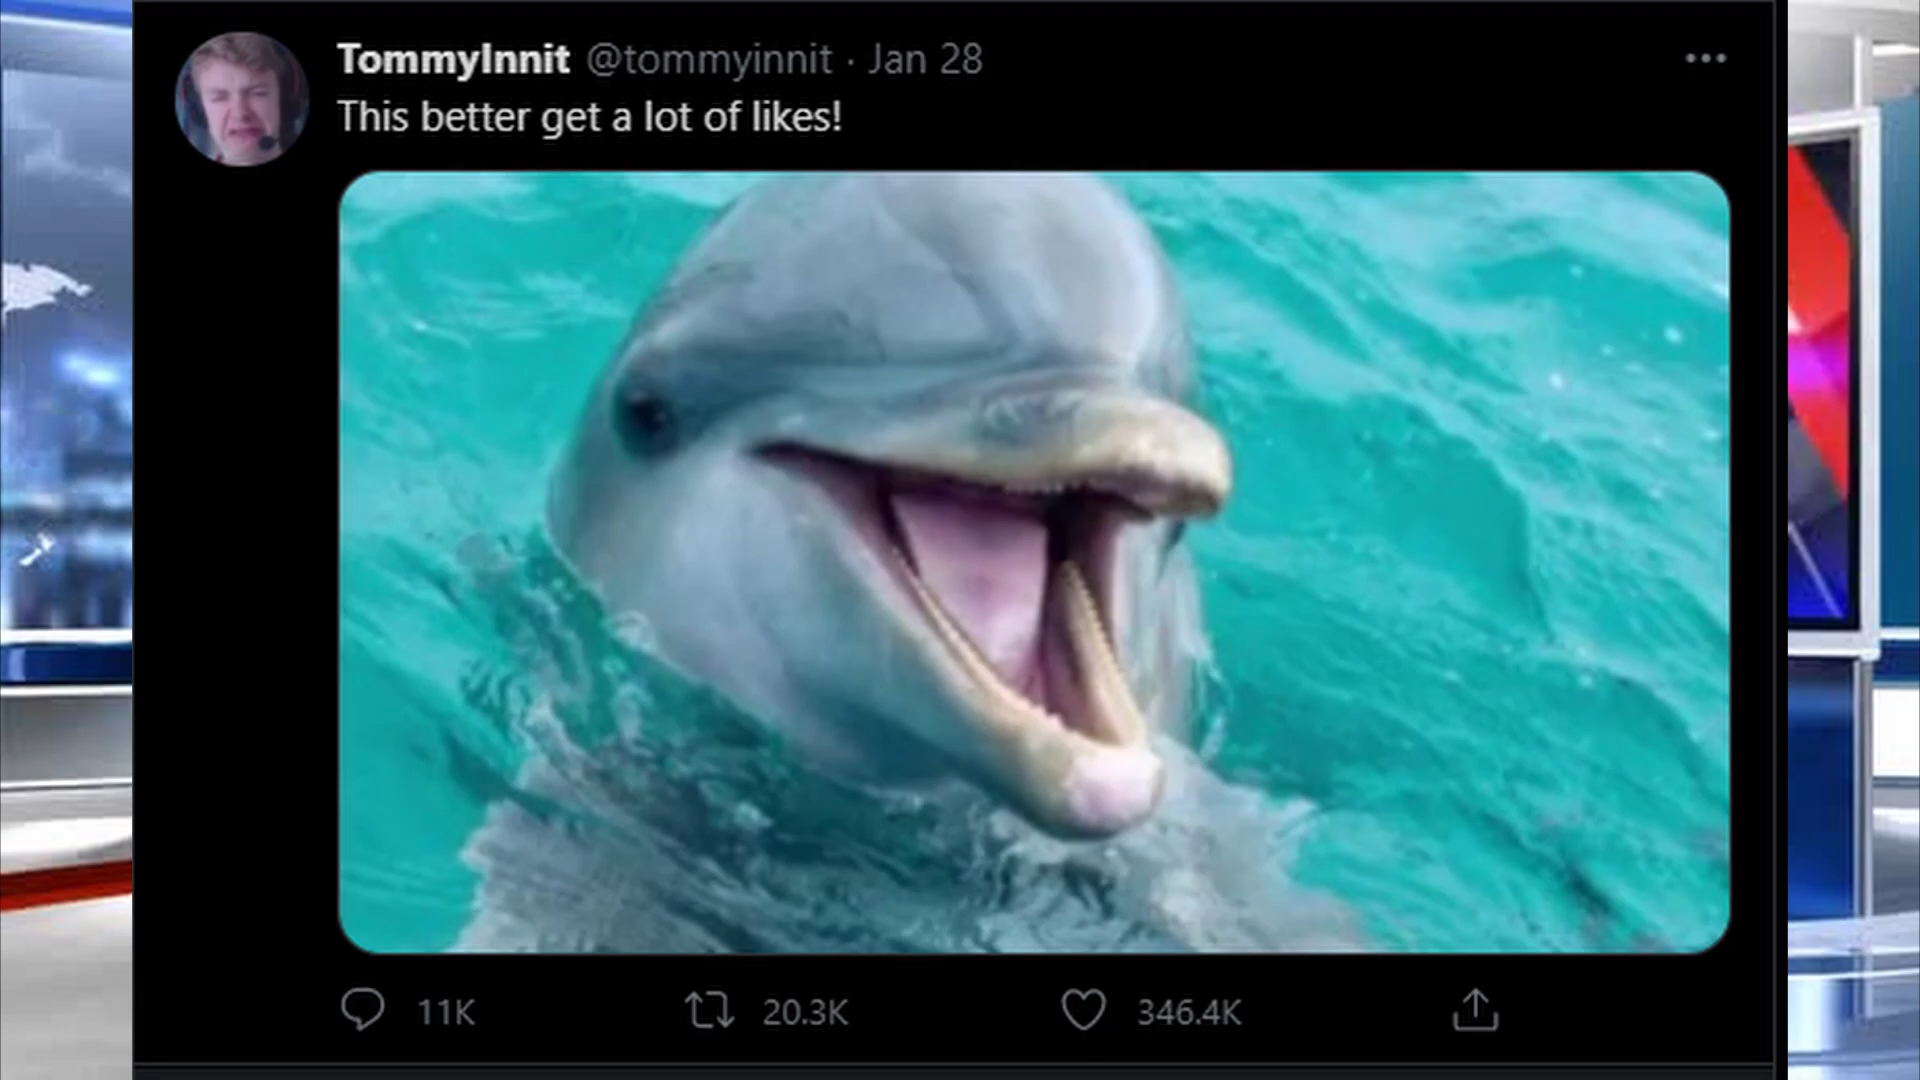 TommyInnit @tommyinnit · Jan 28
This better get a lot of likes!
11K 20.3K 346.4K